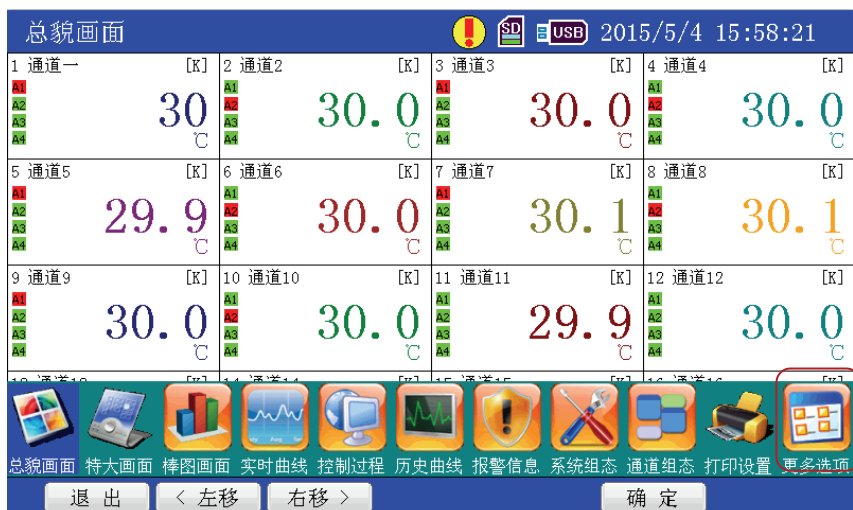 总貌画面 SD USB 2015/5/4 15:58:21
1 通道一 [K] 2 通道2 [K] 3 通道3 [K] 4 通道4 [K]
A1 A1 A1 A1
A2 30 A2 30.0 A2 30.0 A2 30.0
A3 A3 A3 A3
A4 ℃ A4 ℃ A4 ℃ A4 ℃
5 通道5 [K] 6 通道6 [K] 7 通道7 [K] 8 通道8 [K]
A1 A1 A1 A1
A2 29.9 A2 30.0 A2 30.1 A2 30.1
A3 A3 A3 A3
A4 ℃ A4 ℃ A4 ℃ A4 ℃
9 通道9 [K] 10 通道10 [K] 11 通道11 [K] 12 通道12 [K]
A1 A1 A1 A1
A2 30.0 A2 30.0 A2 29.9 A2 30.0
A3 A3 A3 A3
A4 ℃ A4 ℃ A4 ℃ A4 ℃
总貌画面 特大画面 棒图画面 实时曲线 控制过程 历史曲线 报警信息 系统组态 通道组态 打印设置 更多选项
退出 <左移 右移> 确定